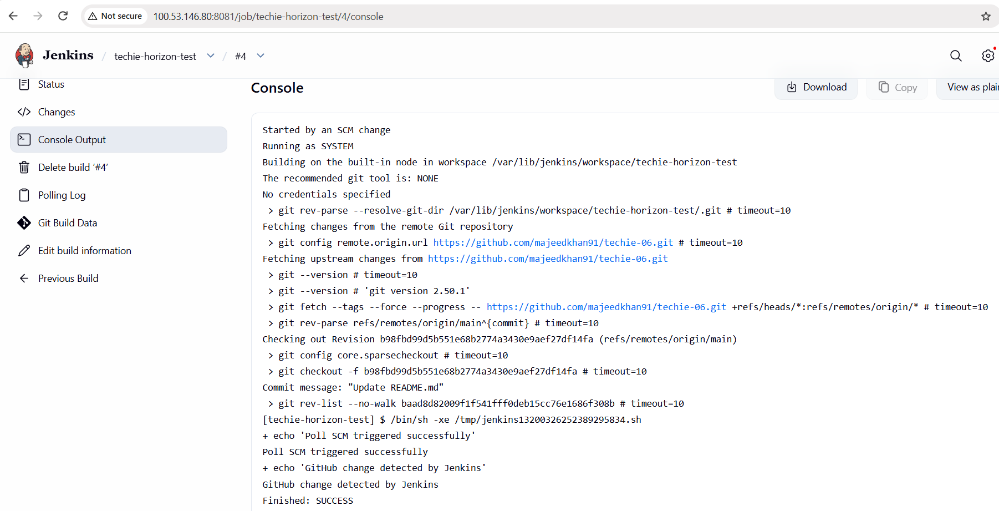 Not secure 100.53.146.80:8081/job/techie-horizon-test/4/console
Jenkins / techie-horizon-test / #4
Status
Changes
Console Output
Delete build ‘#4’
Polling Log
Git Build Data
Edit build information
Previous Build
Console
Download
Copy
View as plai
Started by an SCM change
Running as SYSTEM
Building on the built-in node in workspace /var/lib/jenkins/workspace/techie-horizon-test
The recommended git tool is: NONE
No credentials specified
 > git rev-parse --resolve-git-dir /var/lib/jenkins/workspace/techie-horizon-test/.git # timeout=10
Fetching changes from the remote Git repository
 > git config remote.origin.url https://github.com/majeedkhan91/techie-06.git # timeout=10
Fetching upstream changes from https://github.com/majeedkhan91/techie-06.git
 > git --version # timeout=10
 > git --version # 'git version 2.50.1'
 > git fetch --tags --force --progress -- https://github.com/majeedkhan91/techie-06.git +refs/heads/*:refs/remotes/origin/* # timeout=10
 > git rev-parse refs/remotes/origin/main^{commit} # timeout=10
Checking out Revision b98fbd99d5b551e68b2774a3430e9aef27df14fa (refs/remotes/origin/main)
 > git config core.sparsecheckout # timeout=10
 > git checkout -f b98fbd99d5b551e68b2774a3430e9aef27df14fa # timeout=10
Commit message: "Update README.md"
 > git rev-list --no-walk baad8d82009f1f541fff0deb15cc76e1686f308b # timeout=10
[techie-horizon-test] $ /bin/sh -xe /tmp/jenkins13200326252389295834.sh
+ echo 'Poll SCM triggered successfully'
Poll SCM triggered successfully
+ echo 'GitHub change detected by Jenkins'
GitHub change detected by Jenkins
Finished: SUCCESS